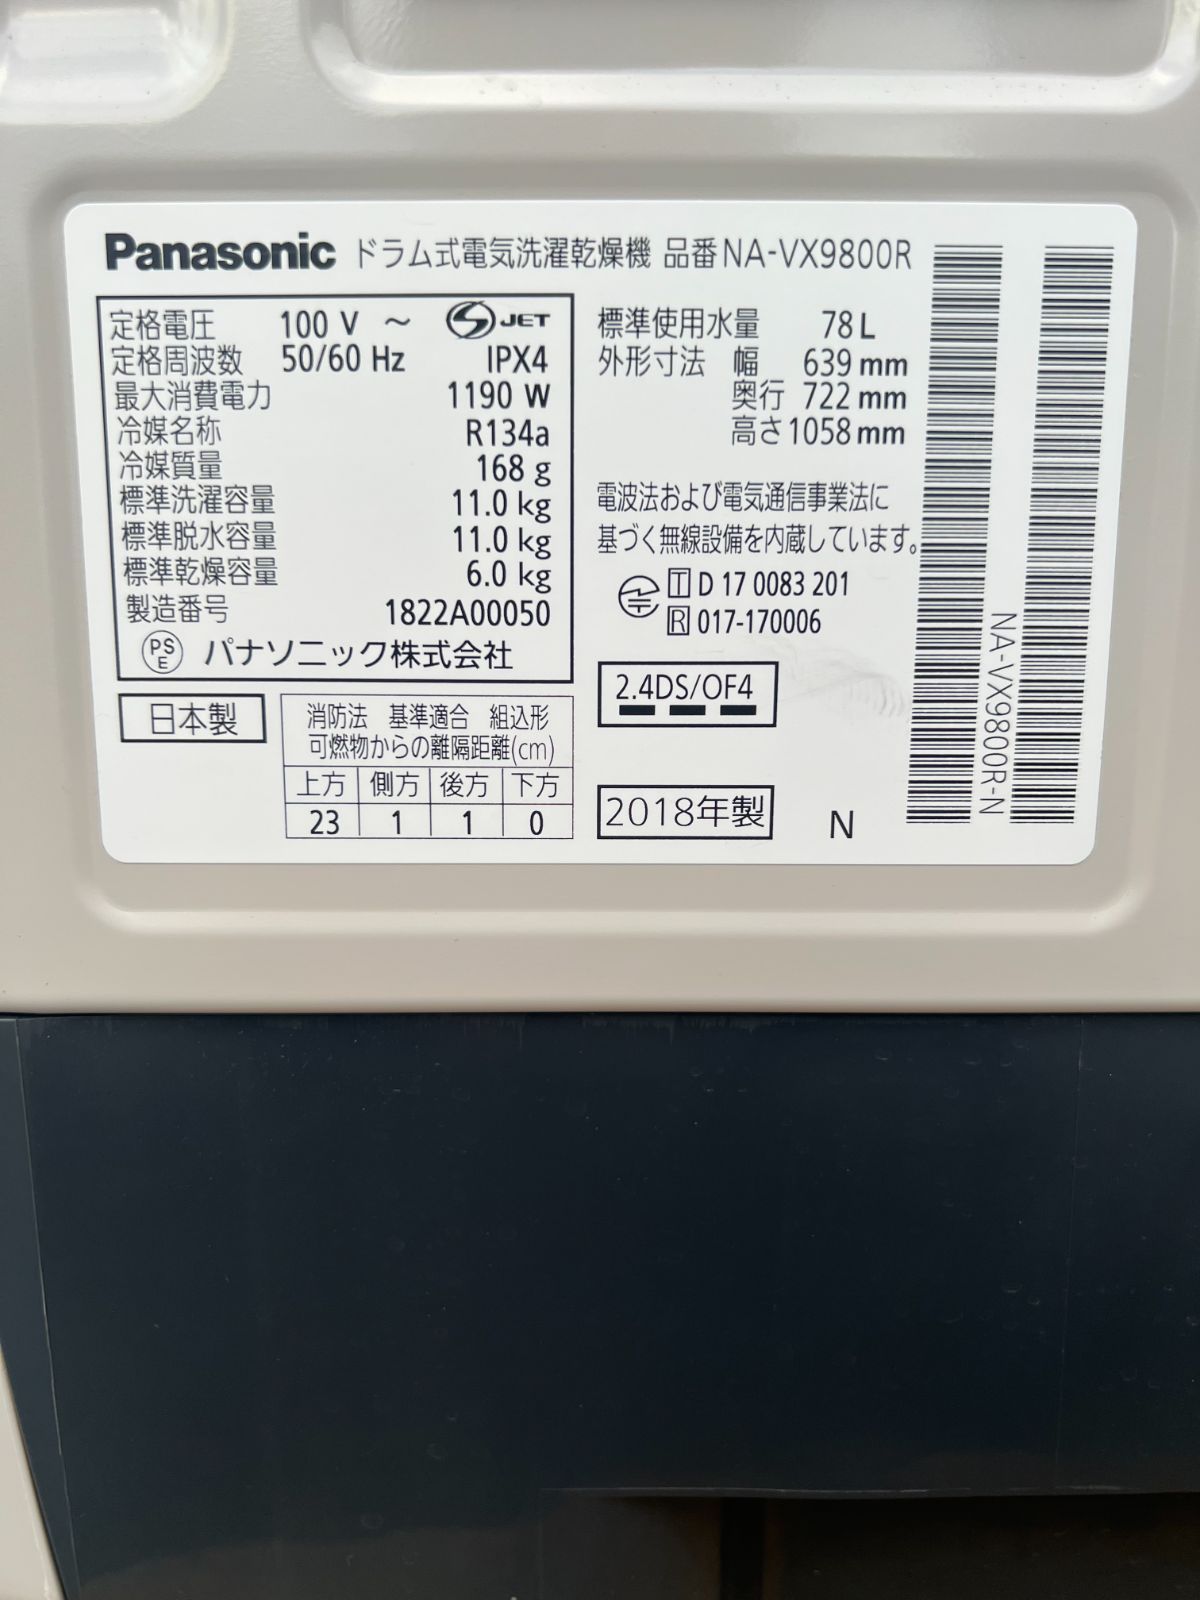 Panasonic ドラム式電気洗濯乾燥機 品番 NA-VX9800R
定格電圧 100 V ～ S JET
定格周波数 50/60 Hz IPX4
最大消費電力 1190 W
冷媒名称 R134a
冷媒質量 168 g
標準洗濯容量 11.0 kg
標準脱水容量 11.0 kg
標準乾燥容量 6.0 kg
製造番号 1822A00050
PS E パナソニック株式会社
日本製
消防法 基準適合 組込形
可燃物からの離隔距離(cm)
上方 側方 後方 下方
23 1 1 0
標準使用水量 78 L
外形寸法 幅 639 mm
奥行 722 mm
高さ 1058 mm
電波法および電気通信事業法に
基づく無線設備を内蔵しています。
T D 17 0083 201
R 017-170006
2.4DS/OF4
2018年製
N
NA-VX9800R-N